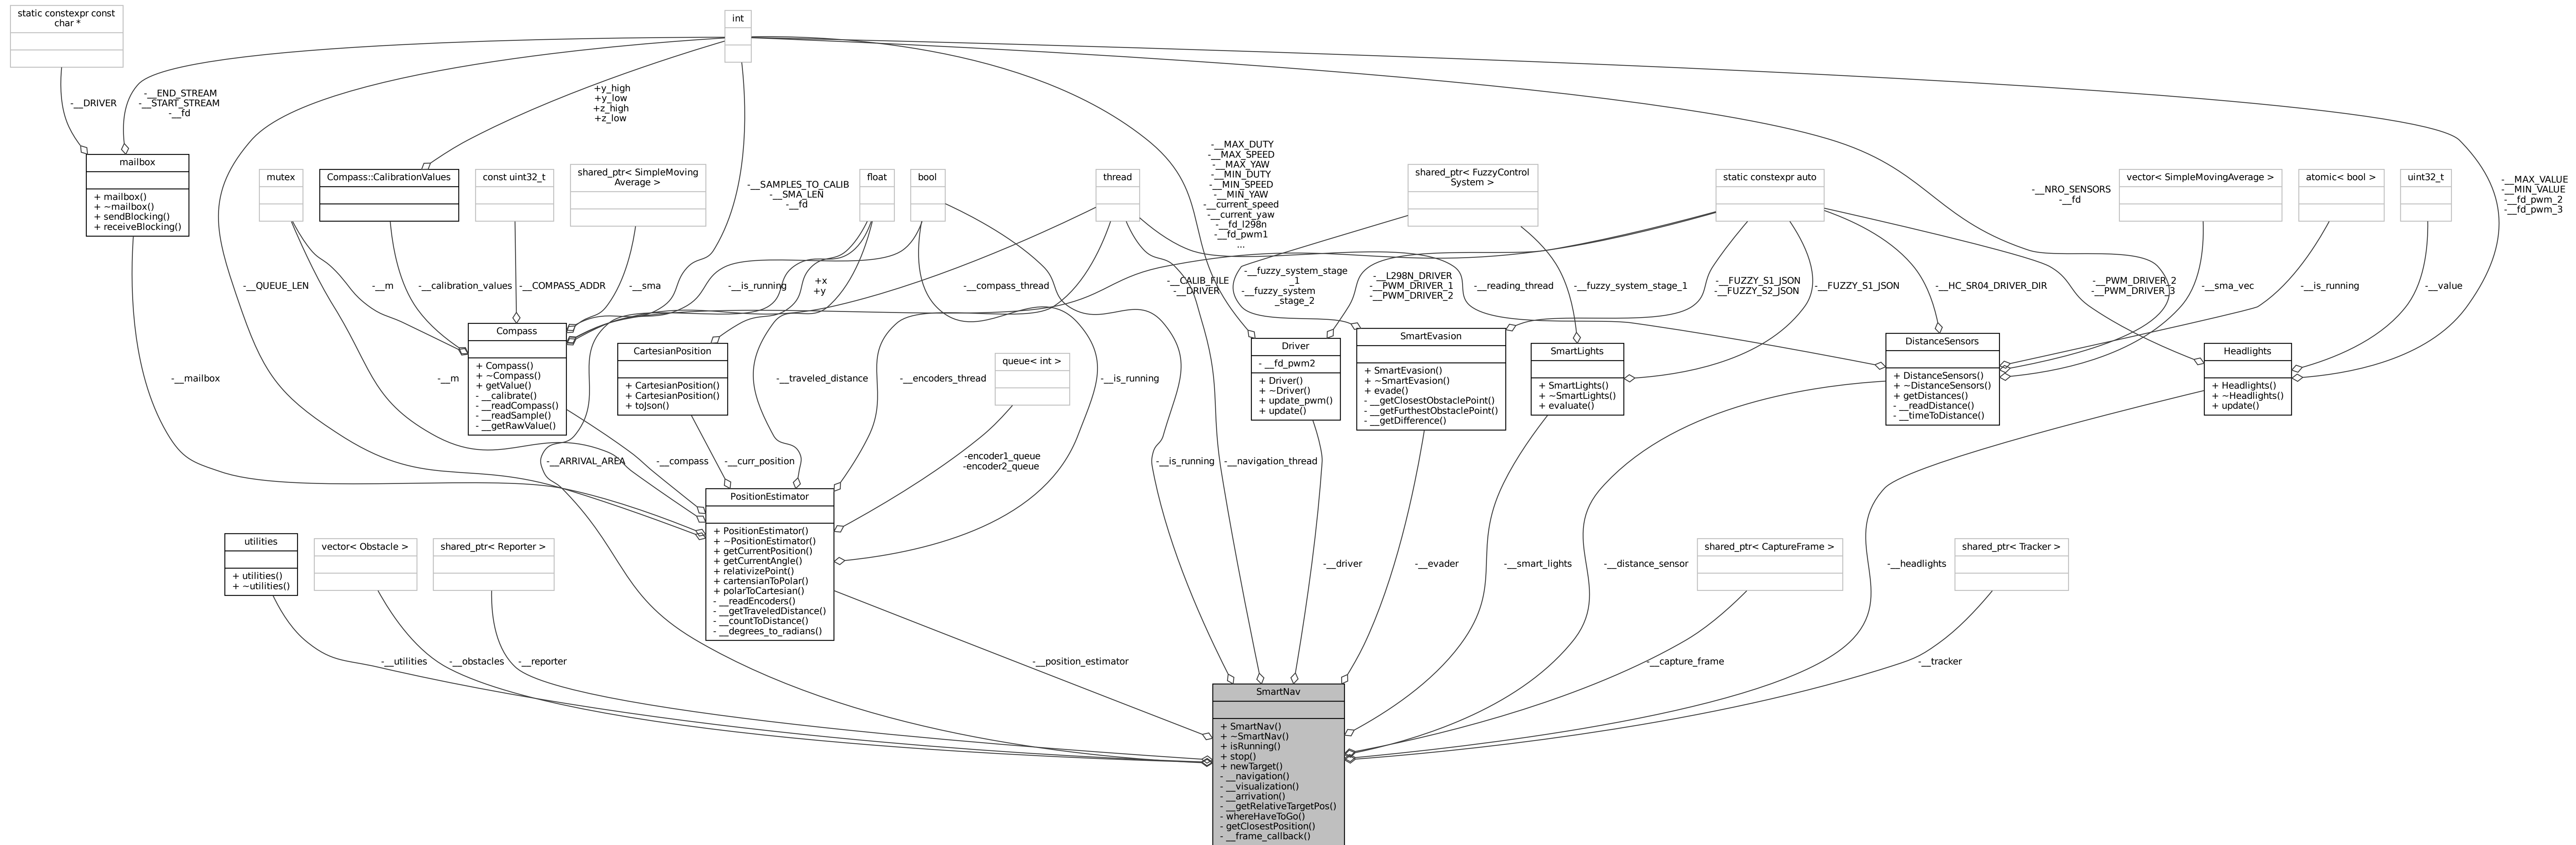 static constexpr const
char *
int
-__DRIVER
-__END_STREAM
-__START_STREAM
-__fd
+y_high
+y_low
+z_high
+z_low
mailbox
+ mailbox()
+ ~mailbox()
+ sendBlocking()
+ receiveBlocking()
mutex
Compass::CalibrationValues
const uint32_t
shared_ptr< SimpleMoving
Average >
-__SAMPLES_TO_CALIB
-__SMA_LEN
-__fd
float
bool
thread
-__MAX_DUTY
-__MAX_SPEED
-__MAX_YAW
-__MIN_DUTY
-__MIN_SPEED
-__MIN_YAW
-__current_speed
-__current_yaw
-__fd_l298n
-__fd_pwm1
...
shared_ptr< FuzzyControl
System >
static constexpr auto
-__NRO_SENSORS
-__fd
vector< SimpleMovingAverage >
atomic< bool >
uint32_t
-__MAX_VALUE
-__MIN_VALUE
-__fd_pwm_2
-__fd_pwm_3
-__QUEUE_LEN
-__m
-__calibration_values
-__COMPASS_ADDR
-__sma
-__is_running
+x
+y
-__compass_thread
-__CALIB_FILE
-__DRIVER
-__fuzzy_system_stage
_1
-__fuzzy_system
_stage_2
-__L298N_DRIVER
-__PWM_DRIVER_1
-__PWM_DRIVER_2
-__reading_thread
-__fuzzy_system_stage_1
-__FUZZY_S1_JSON
-__FUZZY_S2_JSON
-__FUZZY_S1_JSON
-__HC_SR04_DRIVER_DIR
-__PWM_DRIVER_2
-__PWM_DRIVER_3
-__sma_vec
-__is_running
-__value
Compass
+ Compass()
+ ~Compass()
+ getValue()
- __calibrate()
- __readCompass()
- __readSample()
- __getRawValue()
CartesianPosition
+ CartesianPosition()
+ CartesianPosition()
+ toJson()
queue< int >
Driver
- __fd_pwm2
+ Driver()
+ ~Driver()
+ update_pwm()
+ update()
SmartEvasion
+ SmartEvasion()
+ ~SmartEvasion()
+ evade()
- __getClosestObstaclePoint()
- __getFurthestObstaclePoint()
- __getDifference()
SmartLights
+ SmartLights()
+ ~SmartLights()
+ evaluate()
DistanceSensors
+ DistanceSensors()
+ ~DistanceSensors()
+ getDistances()
- __readDistance()
- __timeToDistance()
Headlights
+ Headlights()
+ ~Headlights()
+ update()
-__mailbox
-__m
-__traveled_distance
-__encoders_thread
-__is_running
-__ARRIVAL_AREA
-__compass
-__curr_position
-encoder1_queue
-encoder2_queue
-__is_running
-__navigation_thread
PositionEstimator
+ PositionEstimator()
+ ~PositionEstimator()
+ getCurrentPosition()
+ getCurrentAngle()
+ relativizePoint()
+ cartensianToPolar()
+ polarToCartesian()
- __readEncoders()
- __getTraveledDistance()
- __countToDistance()
- __degrees_to_radians()
utilities
+ utilities()
+ ~utilities()
vector< Obstacle >
shared_ptr< Reporter >
-__driver
-__evader
-__smart_lights
-__distance_sensor
shared_ptr< CaptureFrame >
-__headlights
shared_ptr< Tracker >
-__utilities
-__obstacles
-__reporter
-__position_estimator
-__capture_frame
-__tracker
SmartNav
+ SmartNav()
+ ~SmartNav()
+ isRunning()
+ stop()
+ newTarget()
- __navigation()
- __visualization()
- __arrivation()
- __getRelativeTargetPos()
- whereHaveToGo()
- getClosestPosition()
- __frame_callback()